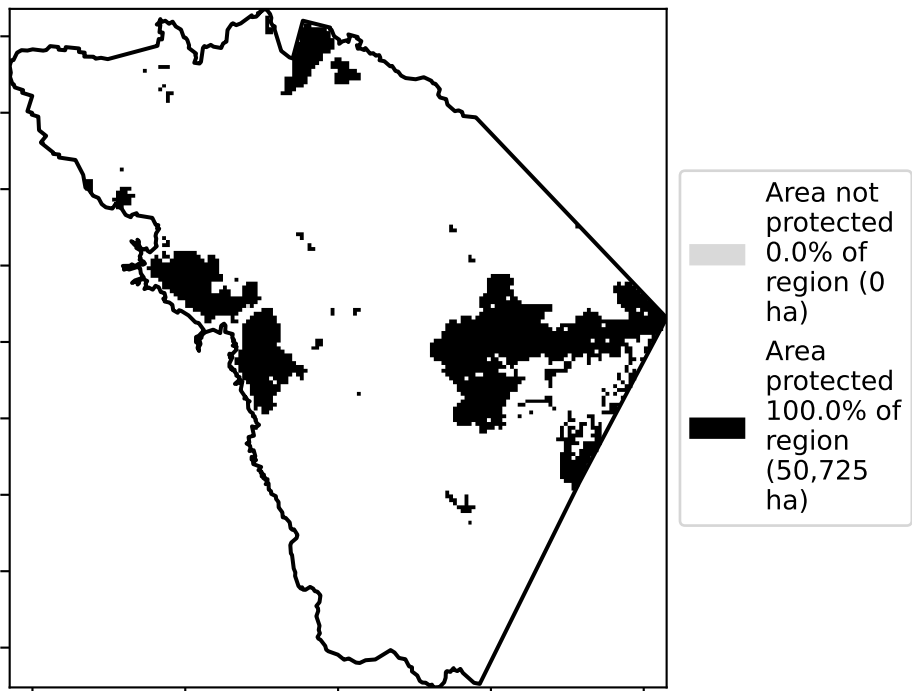 Area not
protected
0.0% of
region (0
ha)
Area
protected
100.0% of
region
(50,725
ha)